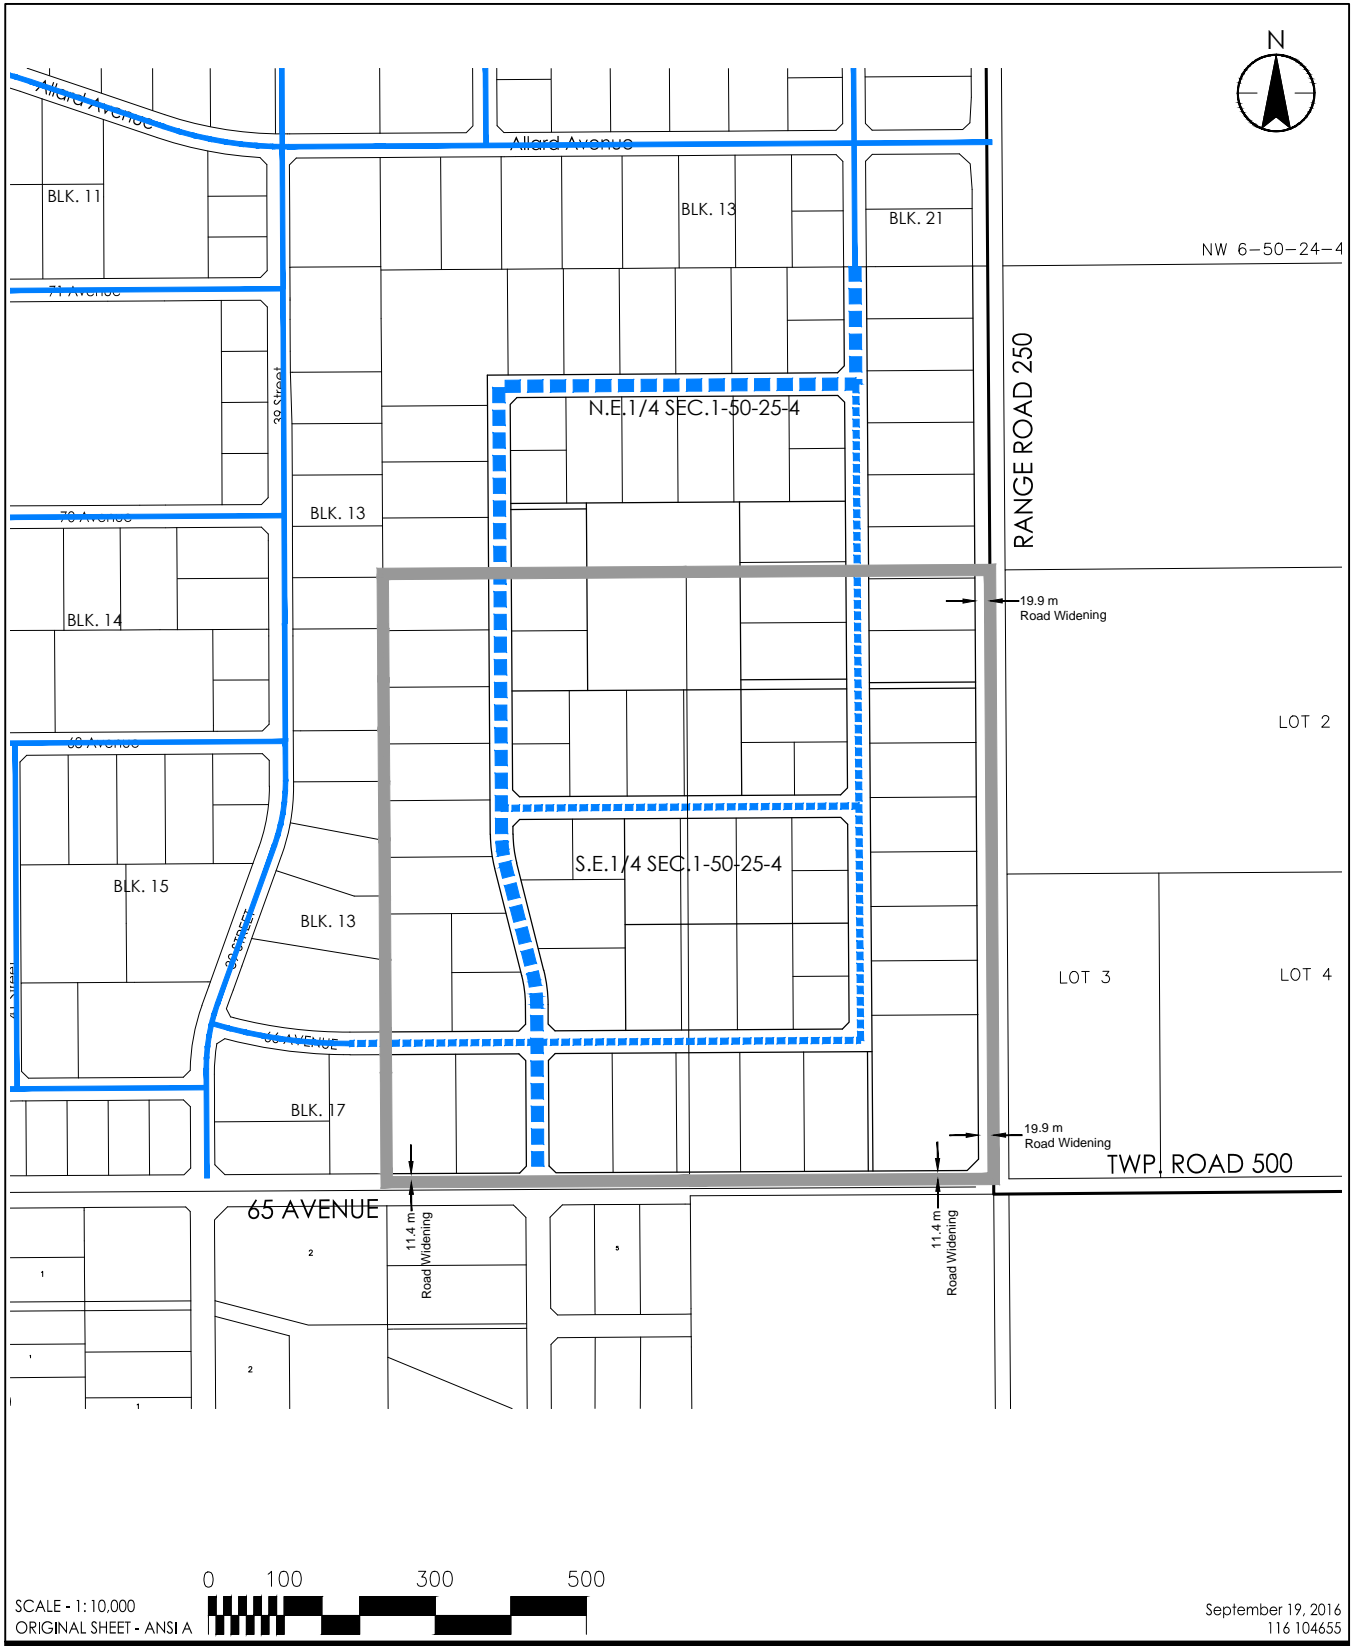 N
Allard Avenue
Allard Avenue
BLK. 11
BLK. 13
BLK. 21
NW 6-50-24-4
71 Avenue
RANGE ROAD 250
39 Street
N.E.1/4 SEC.1-50-25-4
BLK. 13
70 Avenue
19.9 m
Road Widening
BLK. 14
LOT 2
68 Avenue
S.E.1/4 SEC.1-50-25-4
BLK. 15
BLK. 13
39 STREET
41 Street
LOT 3
LOT 4
66 AVENUE
BLK. 17
19.9 m
Road Widening
TWP. ROAD 500
65 AVENUE
11.4 m
Road Widening
11.4 m
Road Widening
2
5
1
1
2
1
0 100 300 500
SCALE - 1: 10,000
ORIGINAL SHEET - ANSI A
September 19, 2016
116 104655